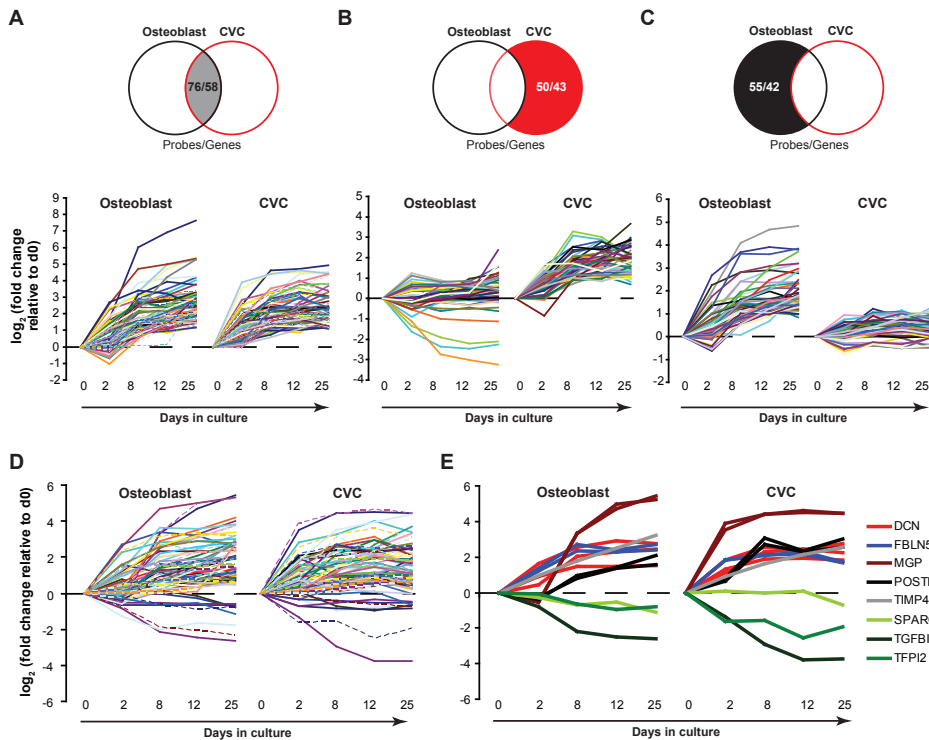 A
B
C
Osteoblast CVC
76/58
Probes/Genes
Osteoblast CVC
50/43
Osteoblast CVC
55/42
Probes/Genes
log2 (fold change
relative to d0)
9
8
7
6
5
4
3
2
1
0
-1
-2
Osteoblast CVC
0 2 8 12 25 0 2 8 12 25
Days in culture
5
4
3
2
1
0
-1
-2
-3
-4
Osteoblast CVC
0 2 8 12 25 0 2 8 12 25
Days in culture
6
5
4
3
2
1
0
-1
-2
Osteoblast CVC
0 2 8 12 25 0 2 8 12 25
Days in culture
D
log2 (fold change relative to d0)
6
4
2
0
-2
-4
-6
Osteoblast CVC
0 2 8 12 25 0 2 8 12 25
Days in culture
E
6
4
2
0
-2
-4
-6
Osteoblast CVC
0 2 8 12 25 0 2 8 12 25
Days in culture
DCN
FBLN5
MGP
TIMP4
TGFBI
TFPI2